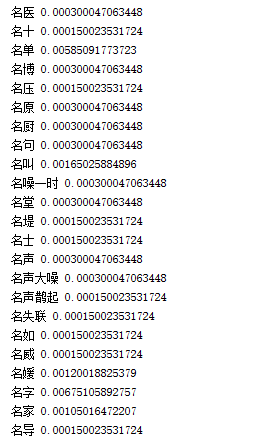 名医 0.000300047063448
名十 0.000150023531724
名单 0.00585091773723
名博 0.000300047063448
名压 0.000150023531724
名原 0.000300047063448
名厨 0.000300047063448
名句 0.000300047063448
名叫 0.00165025884896
名噪一时 0.000300047063448
名堂 0.000300047063448
名堤 0.000150023531724
名士 0.000150023531724
名声 0.000300047063448
名声大噪 0.000300047063448
名声鹊起 0.000150023531724
名失联 0.000150023531724
名如 0.000150023531724
名威 0.000150023531724
名媛 0.00120018825379
名字 0.00675105892757
名家 0.00105016472207
名导 0.000150023531724